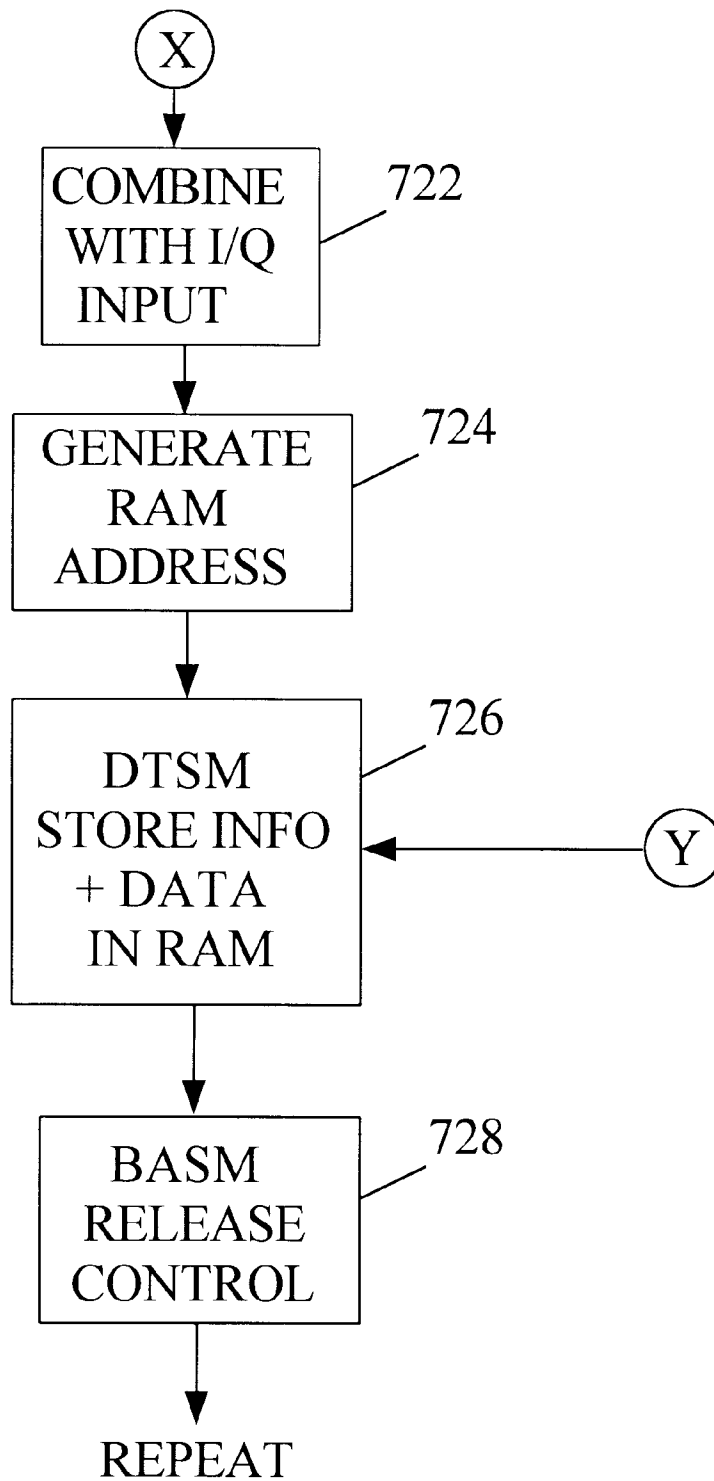 X
COMBINE
WITH I/Q
INPUT
722
GENERATE
RAM
ADDRESS
724
DTSM
STORE INFO
+ DATA
IN RAM
726
Y
BASM
RELEASE
CONTROL
728
REPEAT